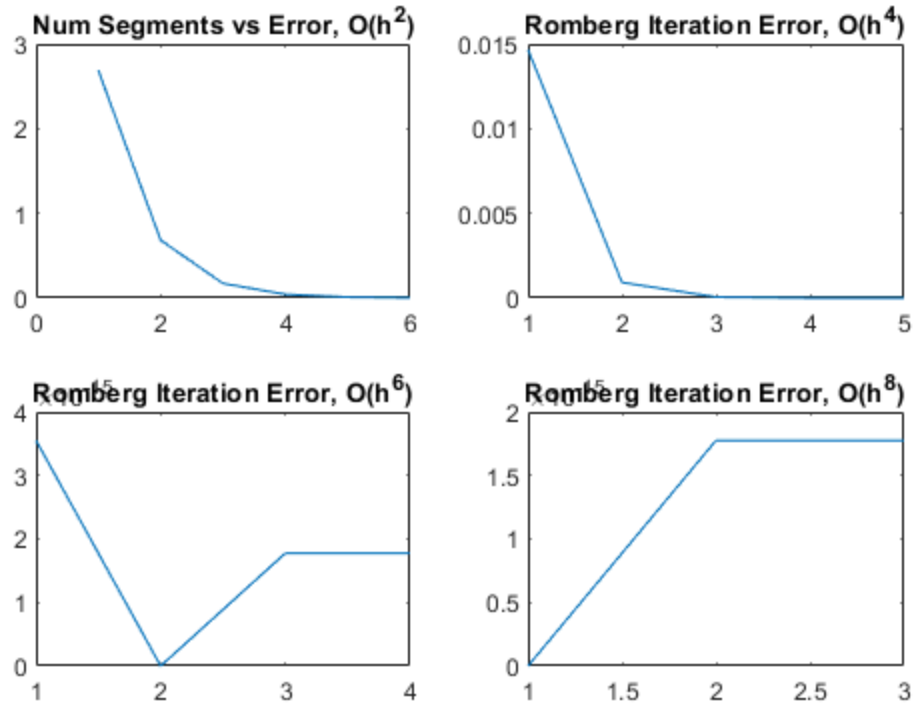 Num Segments vs Error, O(h²)
3
2
1
0
0 2 4 6
Romberg Iteration Error, O(h⁴)
0.015
0.01
0.005
0
1 2 3 4 5
Romberg Iteration Error, O(h⁶)
4
3
2
1
0
1 2 3 4
Romberg Iteration Error, O(h⁸)
2
1.5
1
0.5
0
1 1.5 2 2.5 3